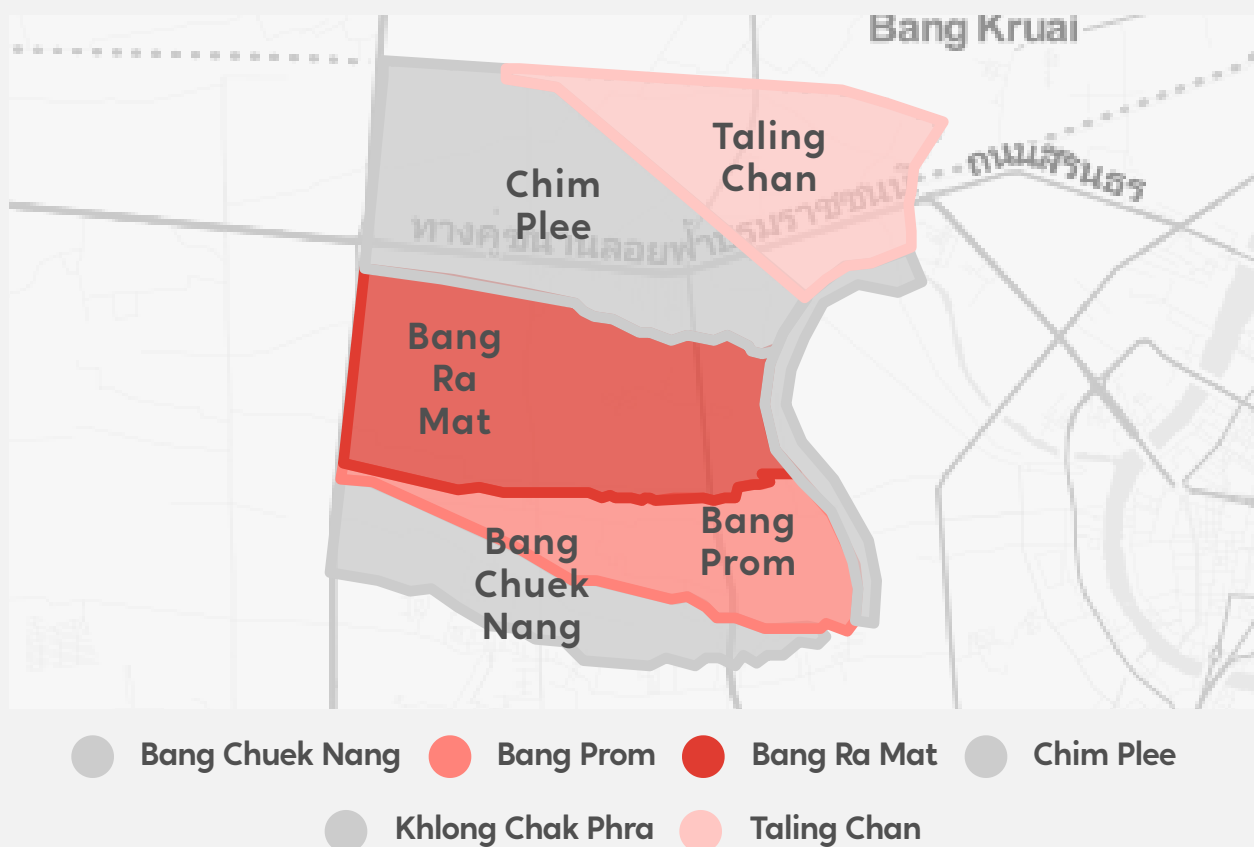 Bang Kruai
Taling
Chan
ถนนสิรินธร
Chim
Plee
Bang
Ra
Mat
Bang
Prom
Bang
Chuek
Nang
Bang Chuek Nang
Bang Prom
Bang Ra Mat
Chim Plee
Khlong Chak Phra
Taling Chan